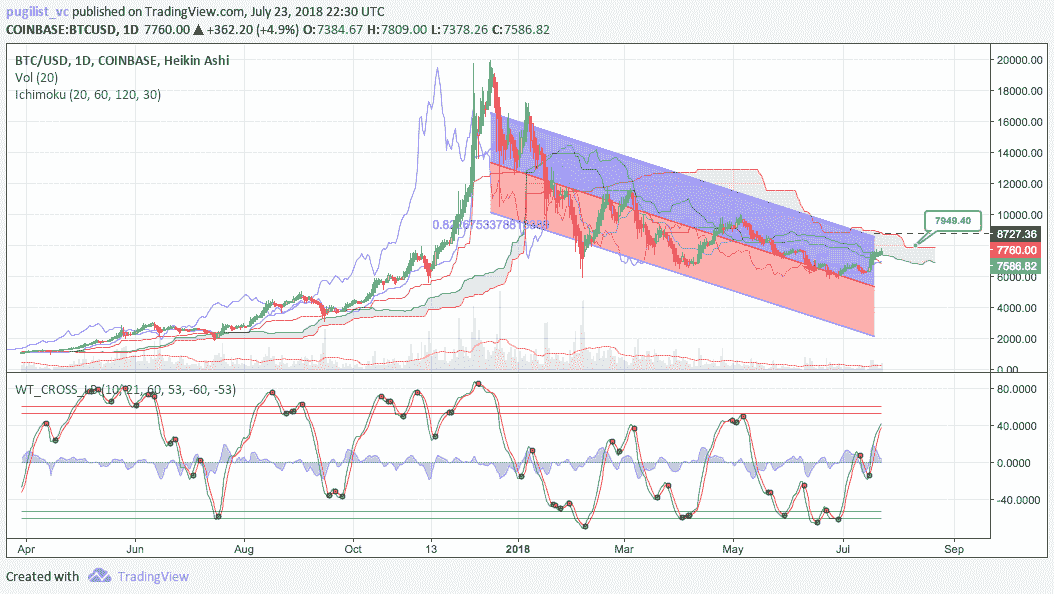 pugilist_vc published on TradingView.com, July 23, 2018 22:30 UTC
COINBASE:BTCUSD, 1D 7760.00 ▲ +362.20 (+4.9%) O:7384.67 H:7809.00 L:7378.26 C:7586.82
BTC/USD, 1D, COINBASE, Heikin Ashi
Vol (20)
Ichimoku (20, 60, 120, 30)
20000.00
18000.00
16000.00
14000.00
12000.00
10000.00
7949.40
8727.36
7760.00
7586.82
6000.00
4000.00
2000.00
0.00
WT_CROSS_LB (10, 21, 60, 53, -60, -53)
80.0000
40.0000
0.0000
-40.0000
Apr Jun Aug Oct 13 2018 Mar May Jul Sep
Created with TradingView